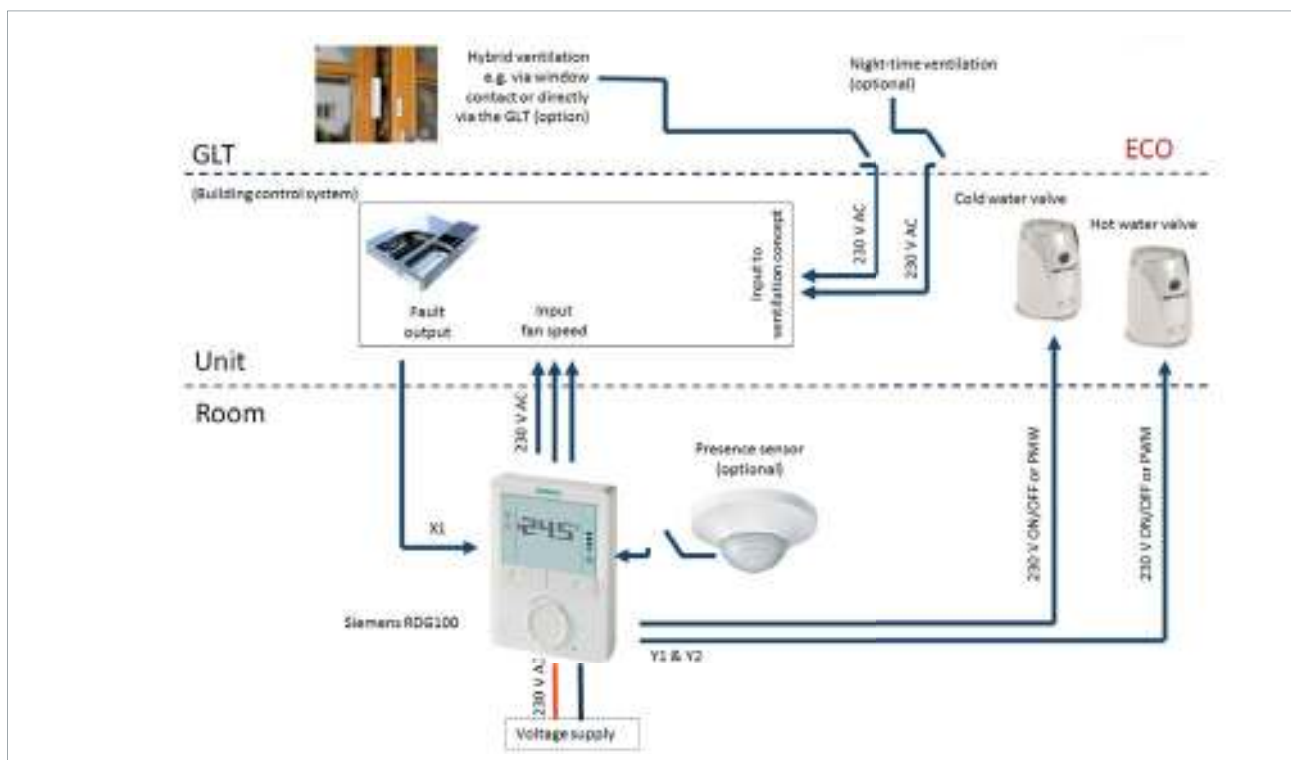 Hybrid ventilation
e.g. via window
contact or directly
via the GLT (option)
Night-time ventilation
(optional)
GLT
ECO
(Building control system)
Cold water valve
Hot water valve
230 V AC
230 V AC
Input to
ventilation concept
Fault
output
Input
fan speed
Unit
Room
230 V AC
Presence sensor
(optional)
230 V ON/OFF or PMW
230 V ON/OFF or PWM
X1
24.5°
Siemens RDG100
Y1 & Y2
230 V AC
Voltage supply